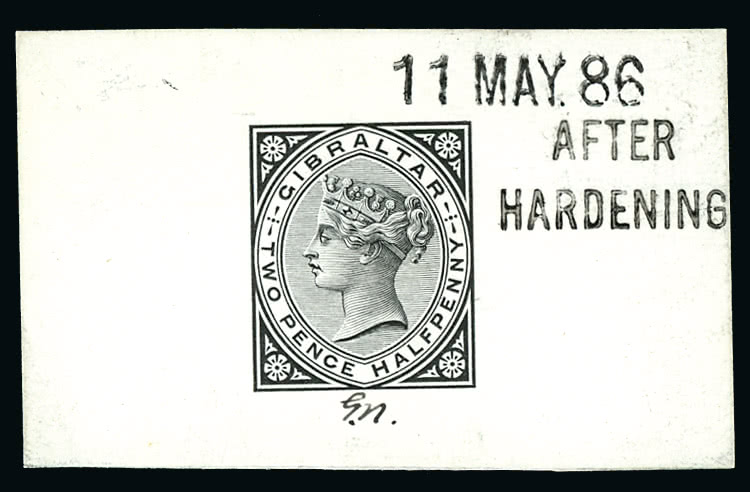 11 MAY. 86
AFTER
HARDENING
GIBRALTAR
TWO PENCE HALFPENNY
G.N.